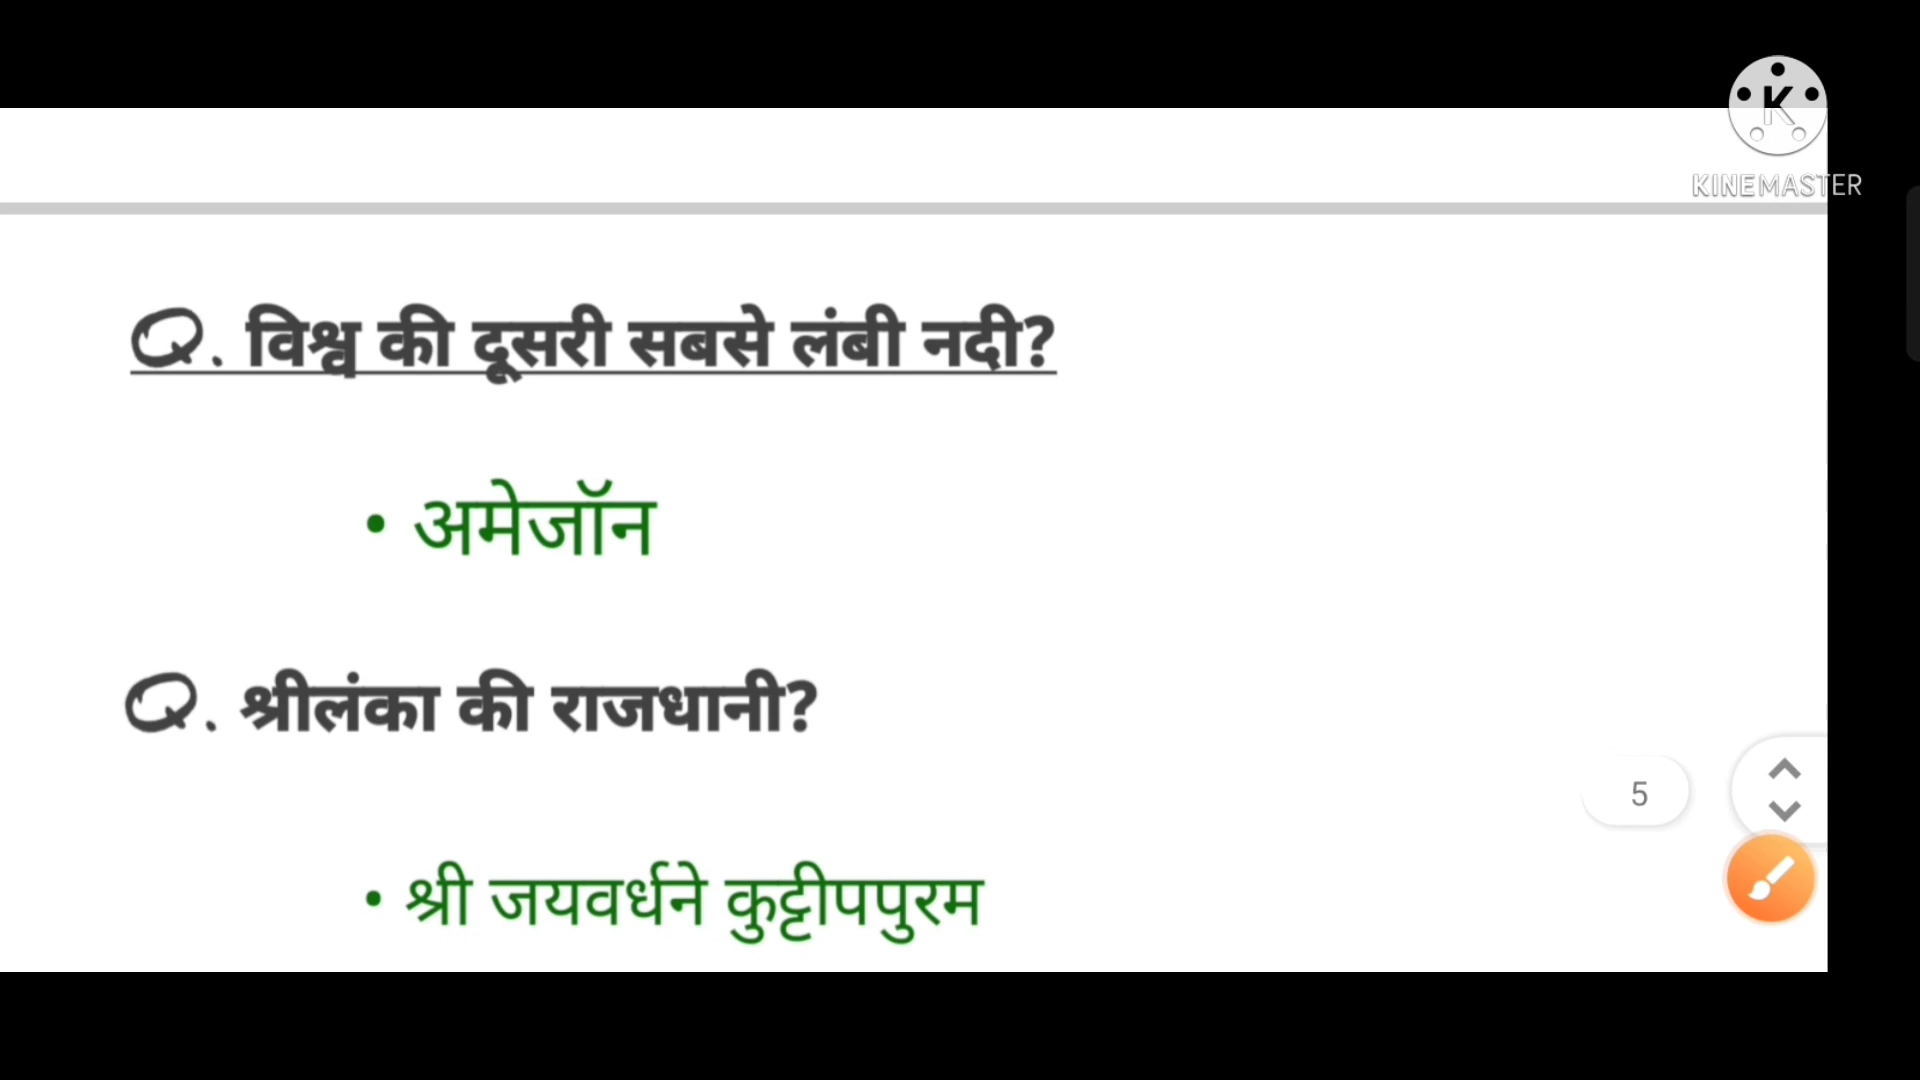 K
KINEMASTER
Q. विश्व की दूसरी सबसे लंबी नदी?
• अमेजॉन
Q. श्रीलंका की राजधानी?
5
• श्री जयवर्धने कुट्टीपपुरम